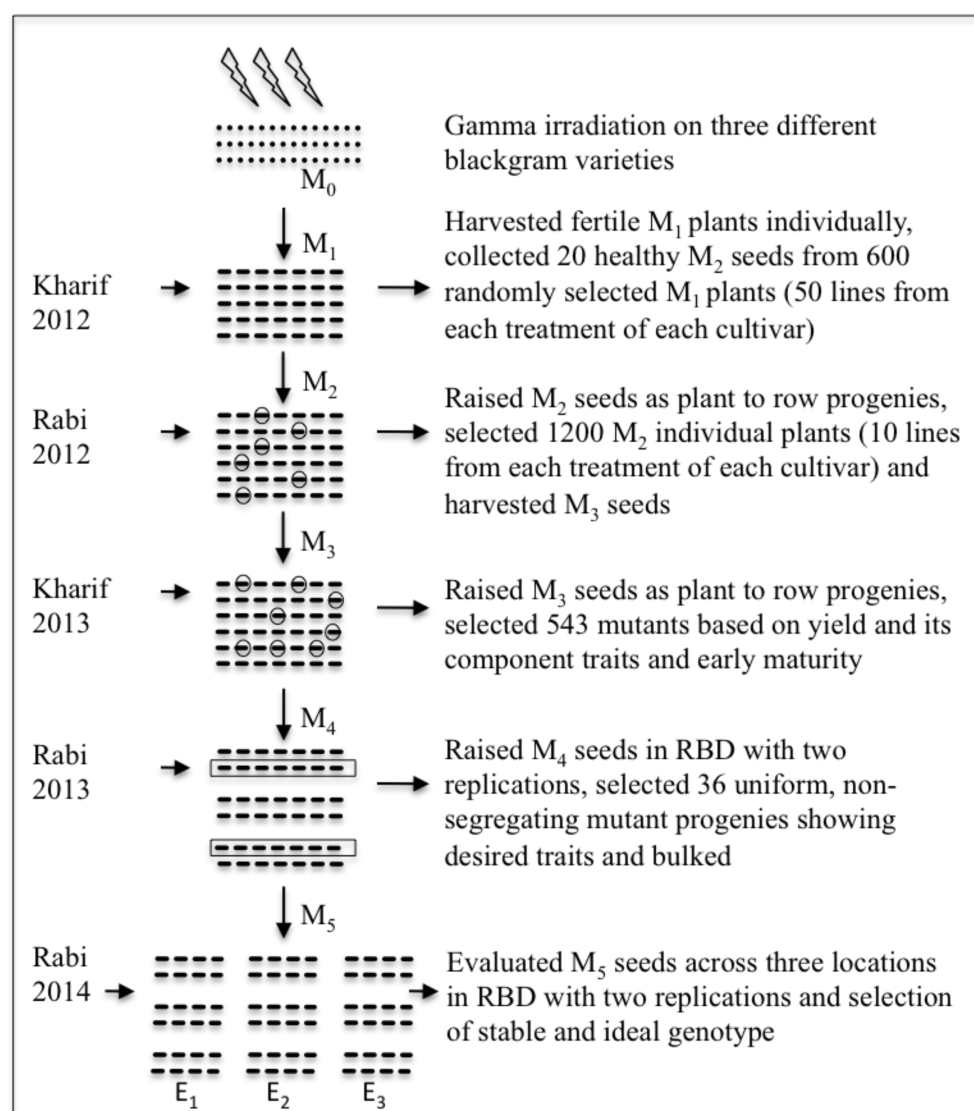 Gamma irradiation on three different
blackgram varieties
M₀
M₁
Kharif
2012
Harvested fertile M₁ plants individually,
collected 20 healthy M₂ seeds from 600
randomly selected M₁ plants (50 lines from
each treatment of each cultivar)
M₂
Rabi
2012
Raised M₂ seeds as plant to row progenies,
selected 1200 M₂ individual plants (10 lines
from each treatment of each cultivar) and
harvested M₃ seeds
M₃
Kharif
2013
Raised M₃ seeds as plant to row progenies,
selected 543 mutants based on yield and its
component traits and early maturity
M₄
Rabi
2013
Raised M₄ seeds in RBD with two
replications, selected 36 uniform, non-
segregating mutant progenies showing
desired traits and bulked
M₅
Rabi
2014
Evaluated M₅ seeds across three locations
in RBD with two replications and selection
of stable and ideal genotype
E₁ E₂ E₃